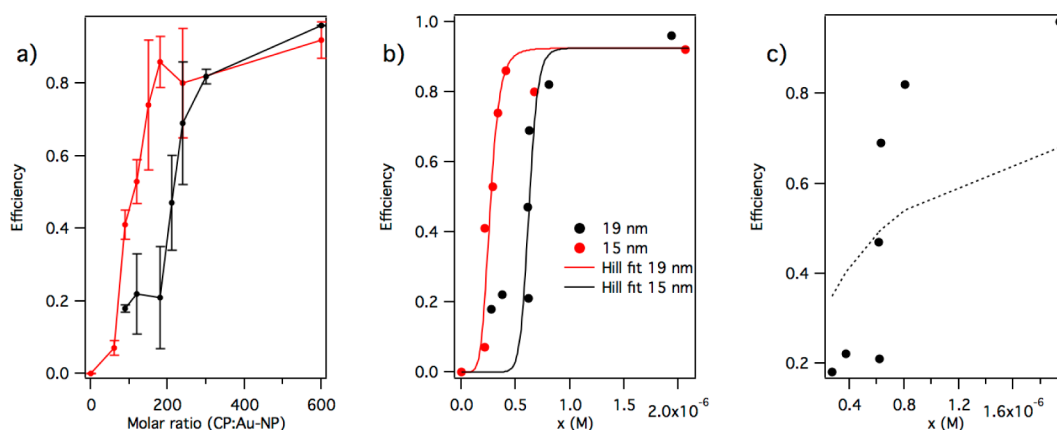 a)
1.0
0.8
0.6
0.4
0.2
0.0
Efficiency
0
200
400
600
Molar ratio (CP:Au-NP)
b)
1.0
0.8
0.6
0.4
0.2
0.0
Efficiency
19 nm
15 nm
Hill fit 19 nm
Hill fit 15 nm
0.0
0.5
1.0
2.0x10-6
x (M)
c)
0.8
0.6
0.4
0.2
Efficiency
0.4
0.8
1.6x10-6
x (M)